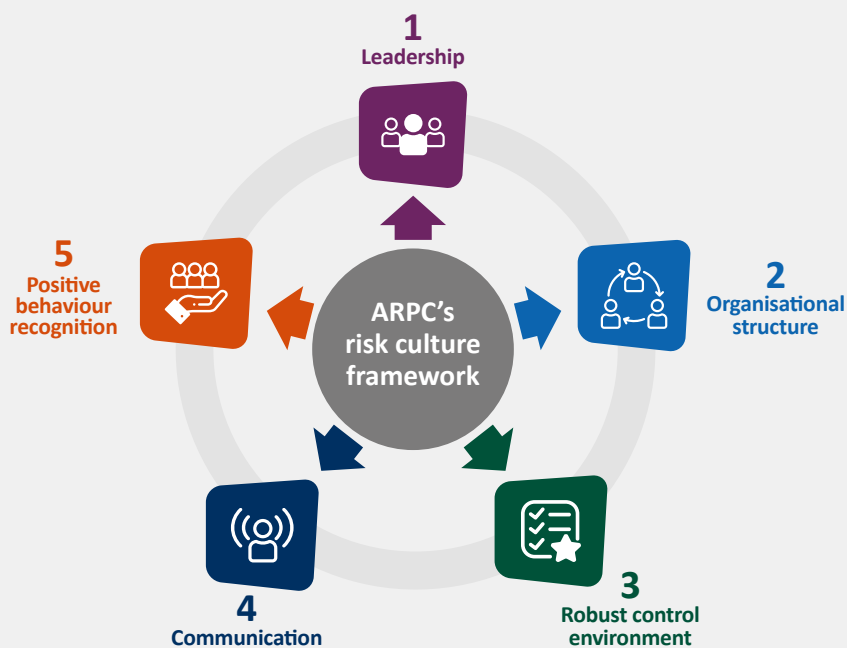 1
Leadership
2
Organisational
structure
3
Robust control
environment
4
Communication
5
Positive
behaviour
recognition
ARPC’s
risk culture
framework